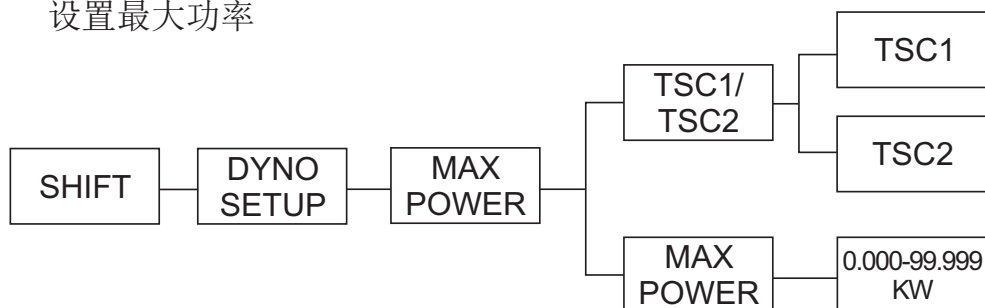 设置最大功率
SHIFT
DYNO
SETUP
MAX
POWER
TSC1/
TSC2
TSC1
TSC2
MAX
POWER
0.000-99.999
KW